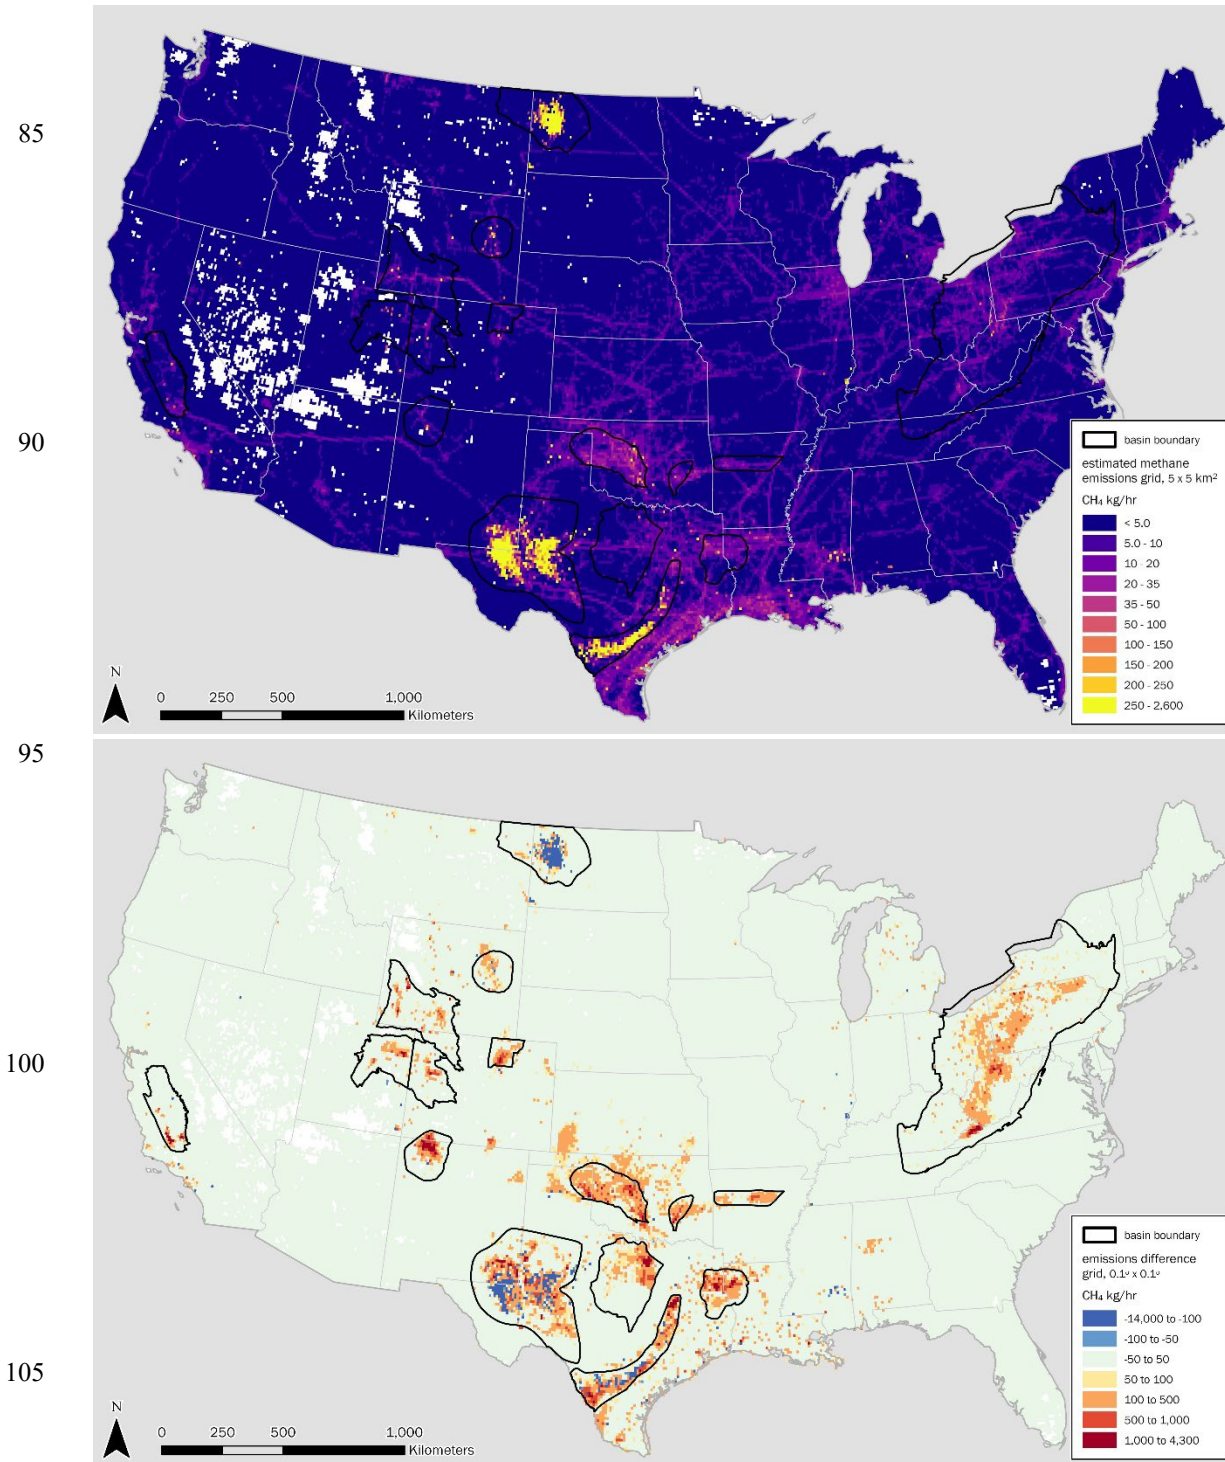 85
90
basin boundary
estimated methane
emissions grid, 5 x 5 km²
CH₄ kg/hr
< 5.0
5.0 - 10
10 - 20
20 - 35
35 - 50
50 - 100
100 - 150
150 - 200
200 - 250
250 - 2,600
N
0 250 500 1,000
Kilometers
95
100
basin boundary
emissions difference
grid, 0.1° x 0.1°
CH₄ kg/hr
-14,000 to -100
-100 to -50
-50 to 50
50 to 100
100 to 500
500 to 1,000
1,000 to 4,300
105
N
0 250 500 1,000
Kilometers